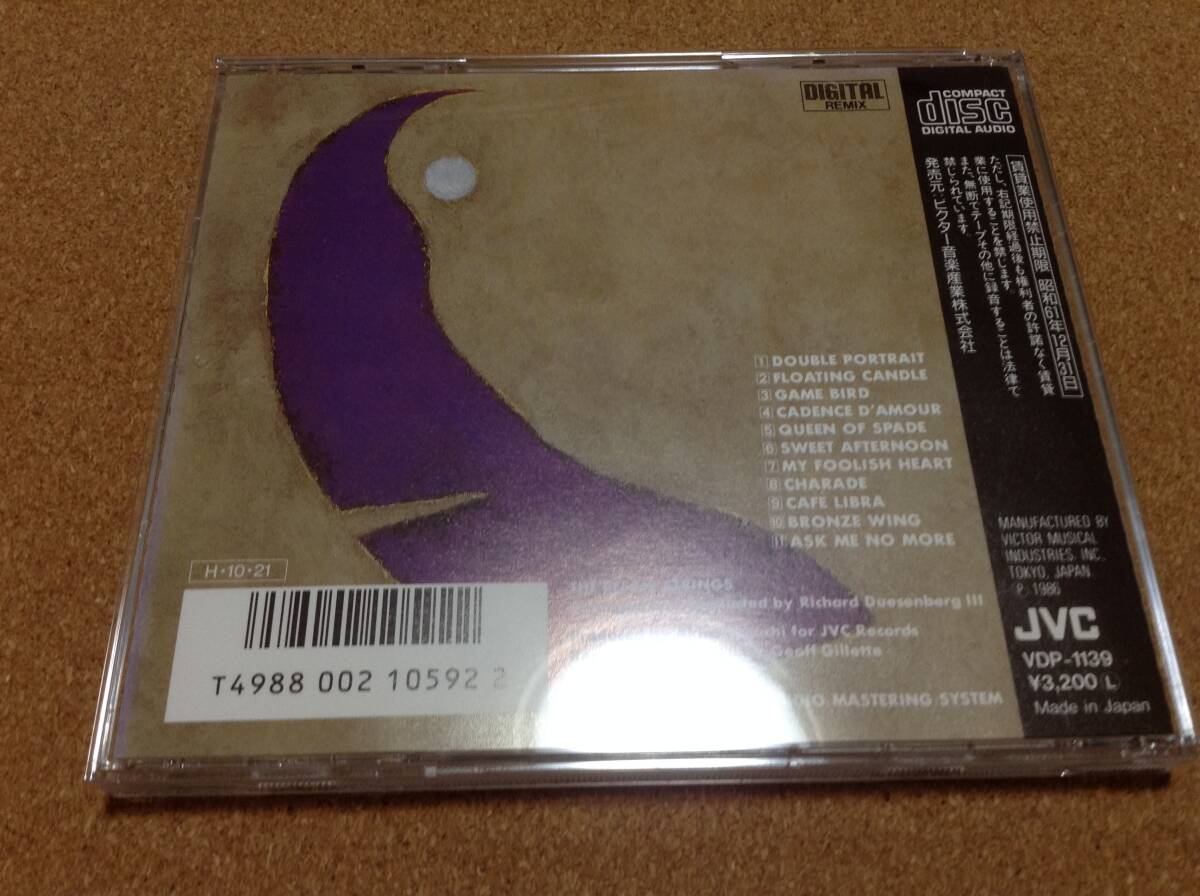 DIGITAL
REMIX
COMPACT
disc
DIGITAL AUDIO
賃貸業使用禁止期限 昭和61年12月31日
ただし、右記期限経過後も権利者の許諾なく賃貸
業に使用することを禁じます。
また、無断でテープその他に録音することは法律で
禁じられています。
発売元:ビクター音楽産業株式会社
1 DOUBLE PORTRAIT
2 FLOATING CANDLE
3 GAME BIRD
4 CADENCE D'AMOUR
5 QUEEN OF SPADE
6 SWEET AFTERNOON
7 MY FOOLISH HEART
8 CHARADE
9 CAFE LIBRA
10 BRONZE WING
11 ASK ME NO MORE
by Richard Duesenberg III
for JVC Records
Geoff Gillette
MASTERING SYSTEM
H・10・21
T4988 002 10592 2
MANUFACTURED BY
VICTOR MUSICAL
INDUSTRIES, INC.
TOKYO, JAPAN
P. 1986
JVC
VDP-1139
¥3,200 L
Made in Japan